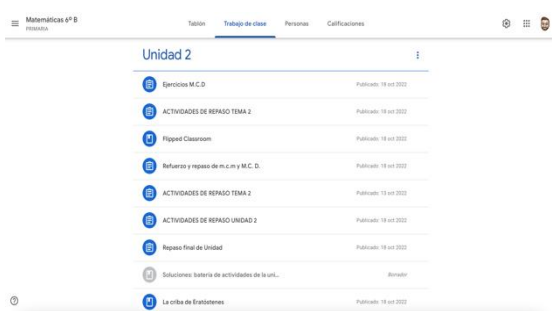 Matemáticas 6º B
PRIMARIA
Tablón
Trabajo de clase
Personas
Calificaciones
Unidad 2
Ejercicios M.C.D
Publicado: 18 oct 2022
ACTIVIDADES DE REPASO TEMA 2
Publicado: 18 oct 2022
Flipped Classroom
Publicado: 18 oct 2022
Refuerzo y repaso de m.c.m y M.C. D.
Publicado: 18 oct 2022
ACTIVIDADES DE REPASO TEMA 2
Publicado: 13 oct 2022
ACTIVIDADES DE REPASO UNIDAD 2
Publicado: 18 oct 2022
Repaso final de Unidad
Publicado: 18 oct 2022
Soluciones: batería de actividades de la uni...
Borrador
La criba de Eratóstenes
Publicado: 18 oct 2022